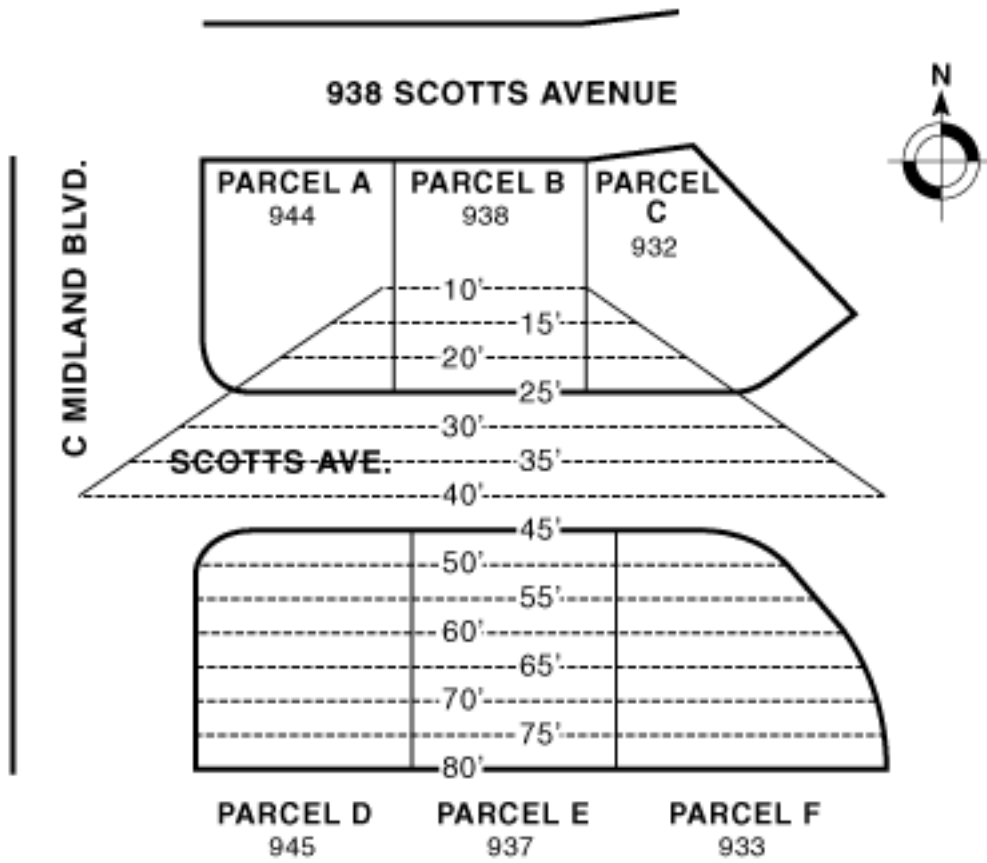 938 SCOTTS AVENUE
N
C MIDLAND BLVD.
PARCEL A
944
PARCEL B
938
PARCEL
C
932
10'
15'
20'
25'
30'
SCOTTS AVE.
35'
40'
45'
50'
55'
60'
65'
70'
75'
80'
PARCEL D
945
PARCEL E
937
PARCEL F
933